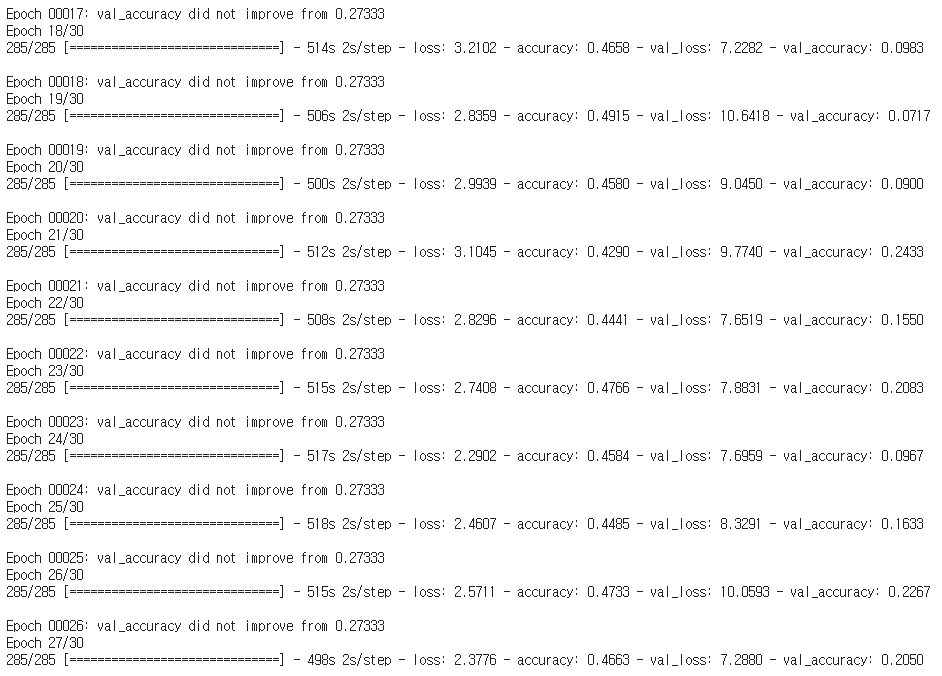 Epoch 00017: val_accuracy did not improve from 0.27333
Epoch 18/30
285/285 [==============================] - 514s 2s/step - loss: 3.2102 - accuracy: 0.4658 - val_loss: 7.2282 - val_accuracy: 0.0983
Epoch 00018: val_accuracy did not improve from 0.27333
Epoch 19/30
285/285 [==============================] - 506s 2s/step - loss: 2.8359 - accuracy: 0.4915 - val_loss: 10.6418 - val_accuracy: 0.0717
Epoch 00019: val_accuracy did not improve from 0.27333
Epoch 20/30
285/285 [==============================] - 500s 2s/step - loss: 2.9939 - accuracy: 0.4580 - val_loss: 9.0450 - val_accuracy: 0.0900
Epoch 00020: val_accuracy did not improve from 0.27333
Epoch 21/30
285/285 [==============================] - 512s 2s/step - loss: 3.1045 - accuracy: 0.4290 - val_loss: 9.7740 - val_accuracy: 0.2433
Epoch 00021: val_accuracy did not improve from 0.27333
Epoch 22/30
285/285 [==============================] - 508s 2s/step - loss: 2.8296 - accuracy: 0.4441 - val_loss: 7.6519 - val_accuracy: 0.1550
Epoch 00022: val_accuracy did not improve from 0.27333
Epoch 23/30
285/285 [==============================] - 515s 2s/step - loss: 2.7408 - accuracy: 0.4766 - val_loss: 7.8831 - val_accuracy: 0.2083
Epoch 00023: val_accuracy did not improve from 0.27333
Epoch 24/30
285/285 [==============================] - 517s 2s/step - loss: 2.2902 - accuracy: 0.4584 - val_loss: 7.6959 - val_accuracy: 0.0967
Epoch 00024: val_accuracy did not improve from 0.27333
Epoch 25/30
285/285 [==============================] - 518s 2s/step - loss: 2.4607 - accuracy: 0.4485 - val_loss: 8.3291 - val_accuracy: 0.1633
Epoch 00025: val_accuracy did not improve from 0.27333
Epoch 26/30
285/285 [==============================] - 515s 2s/step - loss: 2.5711 - accuracy: 0.4733 - val_loss: 10.0593 - val_accuracy: 0.2267
Epoch 00026: val_accuracy did not improve from 0.27333
Epoch 27/30
285/285 [==============================] - 498s 2s/step - loss: 2.3776 - accuracy: 0.4663 - val_loss: 7.2880 - val_accuracy: 0.2050